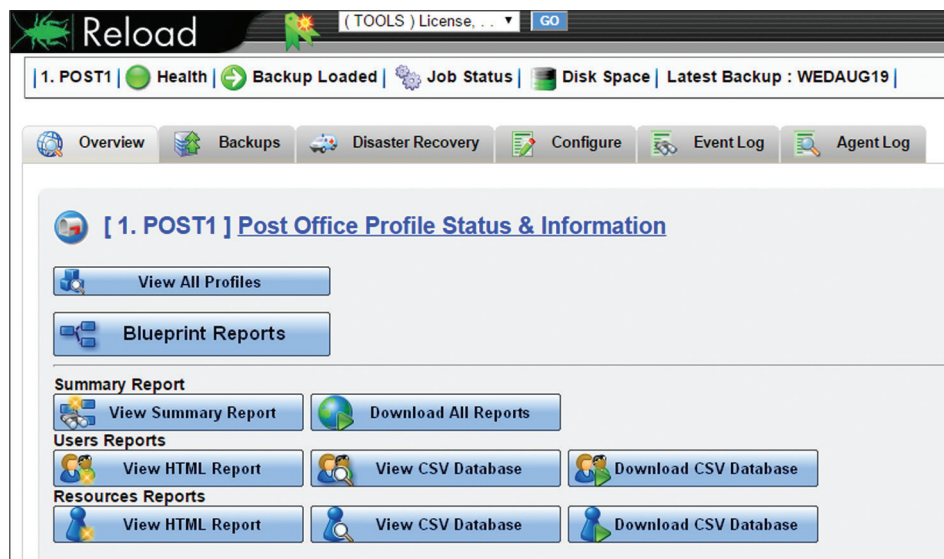 Reload
( TOOLS ) License, . . ▼ GO
|1. POST1| Health | Backup Loaded | Job Status | Disk Space | Latest Backup : WEDAUG19 |
Overview Backups Disaster Recovery Configure Event Log Agent Log
[ 1. POST1 ] Post Office Profile Status & Information
View All Profiles
Blueprint Reports
Summary Report
View Summary Report Download All Reports
Users Reports
View HTML Report View CSV Database Download CSV Database
Resources Reports
View HTML Report View CSV Database Download CSV Database